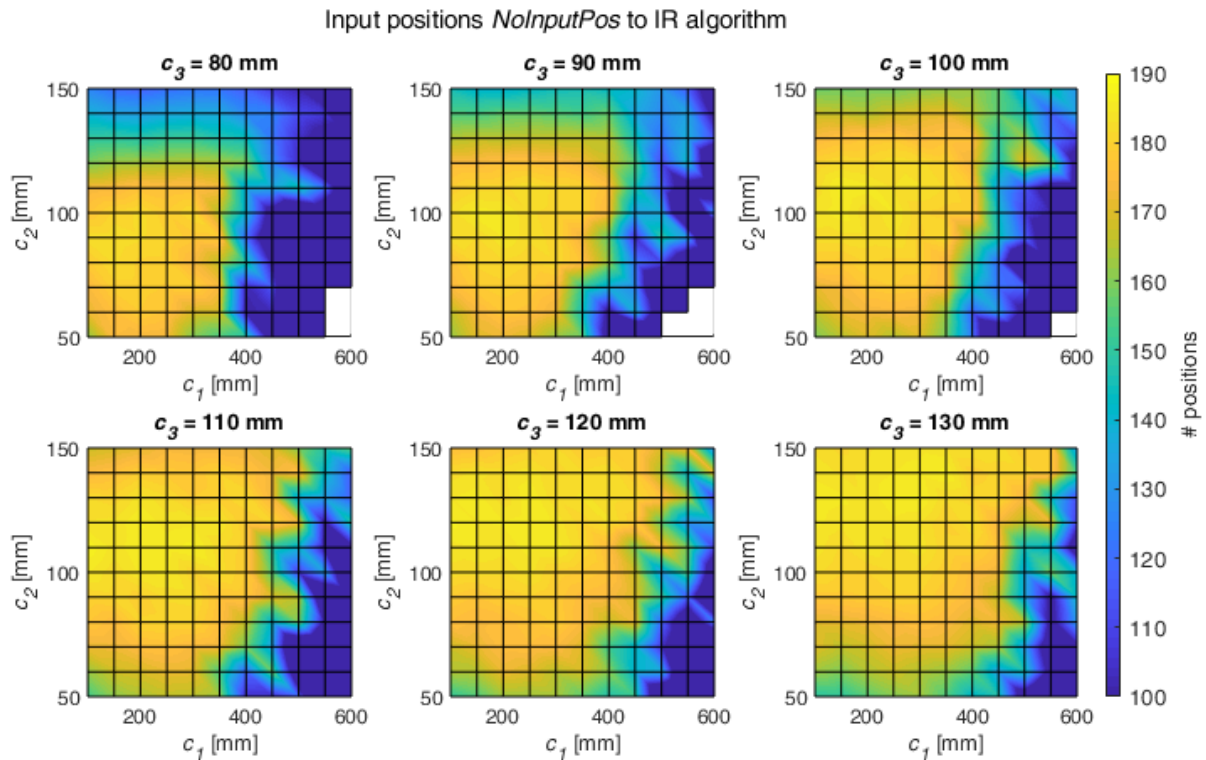 Input positions NoInputPos to IR algorithm
c3 = 80 mm
c3 = 90 mm
c3 = 100 mm
150
100
50
c2 [mm]
200 400 600
c1 [mm]
150
100
50
c2 [mm]
200 400 600
c1 [mm]
150
100
50
c2 [mm]
200 400 600
c1 [mm]
190
180
170
160
150
140
130
120
110
100
# positions
c3 = 110 mm
c3 = 120 mm
c3 = 130 mm
150
100
50
c2 [mm]
200 400 600
c1 [mm]
150
100
50
c2 [mm]
200 400 600
c1 [mm]
150
100
50
c2 [mm]
200 400 600
c1 [mm]